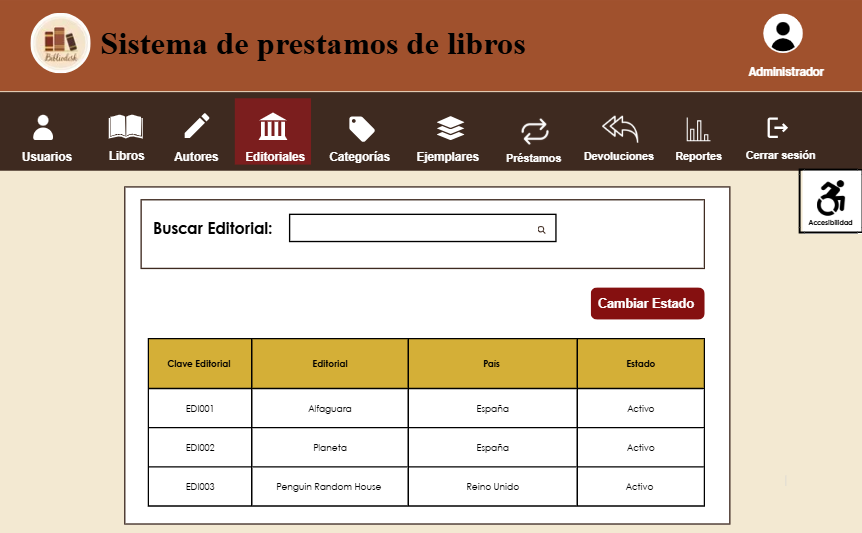 Bibliodesk
Sistema de prestamos de libros
Administrador
Usuarios Libros Autores Editoriales Categorías Ejemplares Préstamos Devoluciones Reportes Cerrar sesión
Accesibilidad
Buscar Editorial:
Cambiar Estado
Clave Editorial Editorial País Estado
EDI001 Alfaguara España Activo
EDI002 Planeta España Activo
EDI003 Penguin Random House Reino Unido Activo